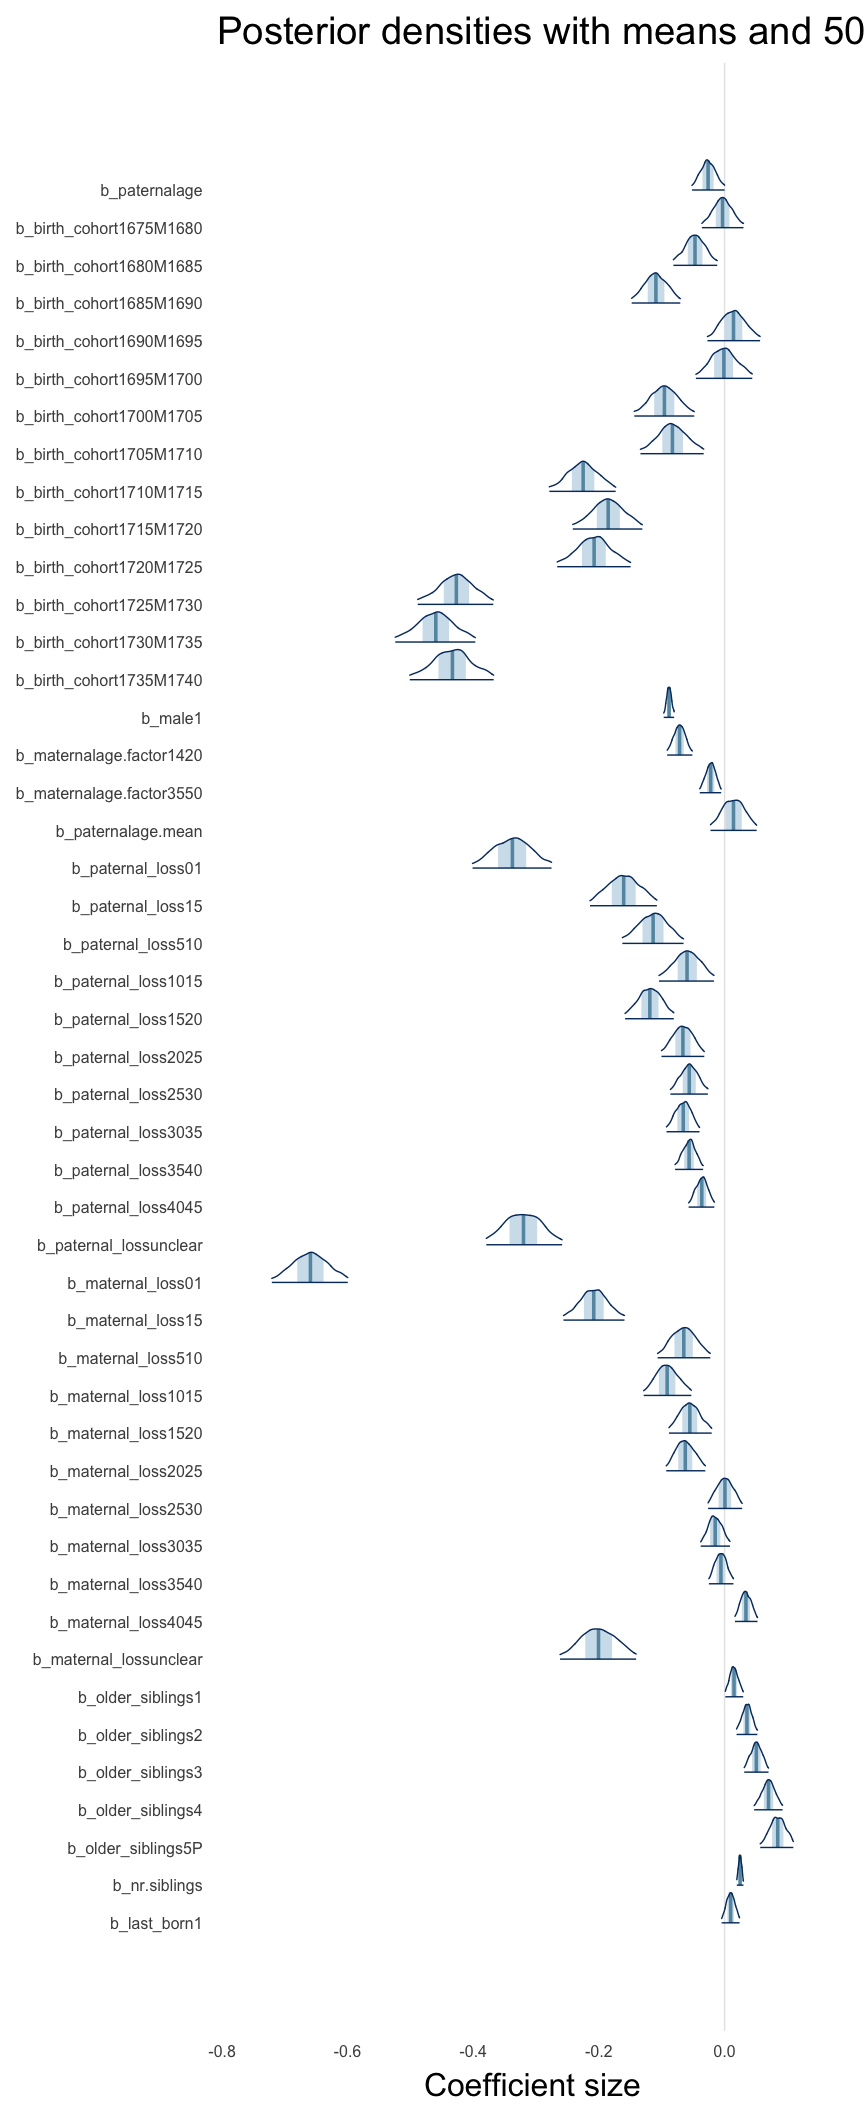 Posterior densities with means and 50
b_paternalage
b_birth_cohort1675M1680
b_birth_cohort1680M1685
b_birth_cohort1685M1690
b_birth_cohort1690M1695
b_birth_cohort1695M1700
b_birth_cohort1700M1705
b_birth_cohort1705M1710
b_birth_cohort1710M1715
b_birth_cohort1715M1720
b_birth_cohort1720M1725
b_birth_cohort1725M1730
b_birth_cohort1730M1735
b_birth_cohort1735M1740
b_male1
b_maternalage.factor1420
b_maternalage.factor3550
b_paternalage.mean
b_paternal_loss01
b_paternal_loss15
b_paternal_loss510
b_paternal_loss1015
b_paternal_loss1520
b_paternal_loss2025
b_paternal_loss2530
b_paternal_loss3035
b_paternal_loss3540
b_paternal_loss4045
b_paternal_lossunclear
b_maternal_loss01
b_maternal_loss15
b_maternal_loss510
b_maternal_loss1015
b_maternal_loss1520
b_maternal_loss2025
b_maternal_loss2530
b_maternal_loss3035
b_maternal_loss3540
b_maternal_loss4045
b_maternal_lossunclear
b_older_siblings1
b_older_siblings2
b_older_siblings3
b_older_siblings4
b_older_siblings5P
b_nr.siblings
b_last_born1
-0.8 -0.6 -0.4 -0.2 0.0
Coefficient size